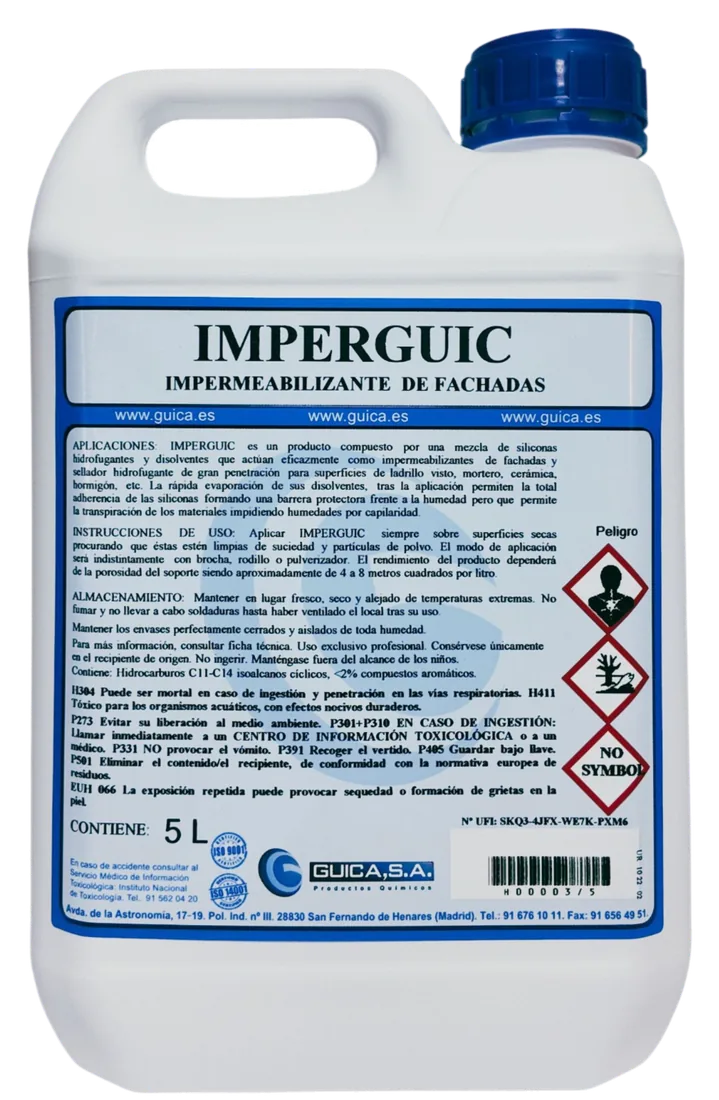 IMPERGUIC
IMPERMEABILIZANTE DE FACHADAS
www.guica.es www.guica.es www.guica.es
APLICACIONES: IMPERGUIC es un producto compuesto por una mezcla de siliconas
hidrofugantes y disolventes que actúan eficazmente como impermeabilizantes de fachadas y
sellador hidrofugante de gran penetración para superficies de ladrillo visto, mortero, cerámica,
hormigón, etc. La rápida evaporación de sus disolventes, tras la aplicación permiten la total
adherencia de las siliconas formando una barrera protectora frente a la humedad pero que permite
la transpiración de los materiales impidiendo humedades por capilaridad.
INSTRUCCIONES DE USO: Aplicar IMPERGUIC siempre sobre superficies secas
procurando que éstas estén limpias de suciedad y partículas de polvo. El modo de aplicación
será indistintamente con brocha, rodillo o pulverizador. El rendimiento del producto dependerá
de la porosidad del soporte siendo aproximadamente de 4 a 8 metros cuadrados por litro.
Peligro
ALMACENAMIENTO: Mantener en lugar fresco, seco y alejado de temperaturas extremas. No
fumar y no llevar a cabo soldaduras hasta haber ventilado el local tras su uso.
Mantener los envases perfectamente cerrados y aislados de toda humedad.
Para más información, consultar ficha técnica. Uso exclusivo profesional. Consérvese únicamente
en el recipiente de origen. No ingerir. Manténgase fuera del alcance de los niños.
Contiene: Hidrocarburos C11-C14 isoalcanos cíclicos, <2% compuestos aromáticos.
H304 Puede ser mortal en caso de ingestión y penetración en las vías respiratorias. H411
Tóxico para los organismos acuáticos, con efectos nocivos duraderos.
P273 Evitar su liberación al medio ambiente. P301+P310 EN CASO DE INGESTIÓN:
Llamar inmediatamente a un CENTRO DE INFORMACIÓN TOXICOLÓGICA o a un
médico. P331 NO provocar el vómito. P391 Recoger el vertido. P405 Guardar bajo llave.
P501 Eliminar el contenido/el recipiente, de conformidad con la normativa europea de
residuos.
EUH 066 La exposición repetida puede provocar sequedad o formación de grietas en la
piel.
NO
SYMBOL
CONTIENE: 5 L
Nº UFI: SKQ3-4JFX-WE7K-PXM6
En caso de accidente consultar al
Servicio Médico de Información
Toxicológica: Instituto Nacional
de Toxicología. Tel.: 91 562 04 20
ISO 9001
ISO 14001
GUICA,S.A.
Productos Químicos
H00003/5
UR 10 22 02
Avda. de la Astronomía, 17-19. Pol. Ind. nº III. 28830 San Fernando de Henares (Madrid). Tel.: 91 676 10 11. Fax: 91 656 49 51.